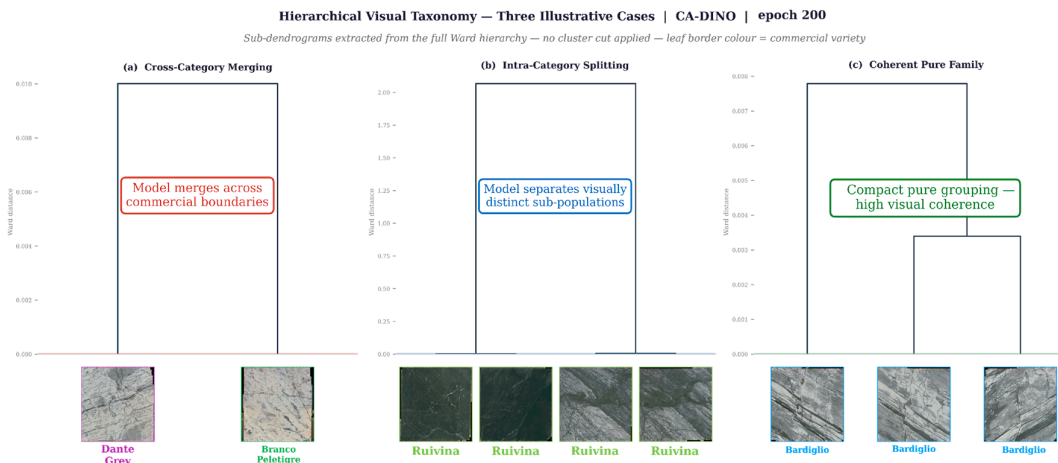 Hierarchical Visual Taxonomy — Three Illustrative Cases | CA-DINO | epoch 200
Sub-dendrograms extracted from the full Ward hierarchy — no cluster cut applied — leaf border colour = commercial variety
(a) Cross-Category Merging
(b) Intra-Category Splitting
(c) Coherent Pure Family
0.010
0.008
0.006
0.004
0.002
0.000
Ward distance
Model merges across
commercial boundaries
2.00
1.75
1.50
1.25
1.00
0.75
0.50
0.25
0.00
Ward distance
Model separates visually
distinct sub-populations
0.008
0.007
0.006
0.005
0.004
0.003
0.002
0.001
0.000
Ward distance
Compact pure grouping —
high visual coherence
Dante
Grey
Branco
Peletigre
Ruivina
Ruivina
Ruivina
Ruivina
Bardiglio
Bardiglio
Bardiglio